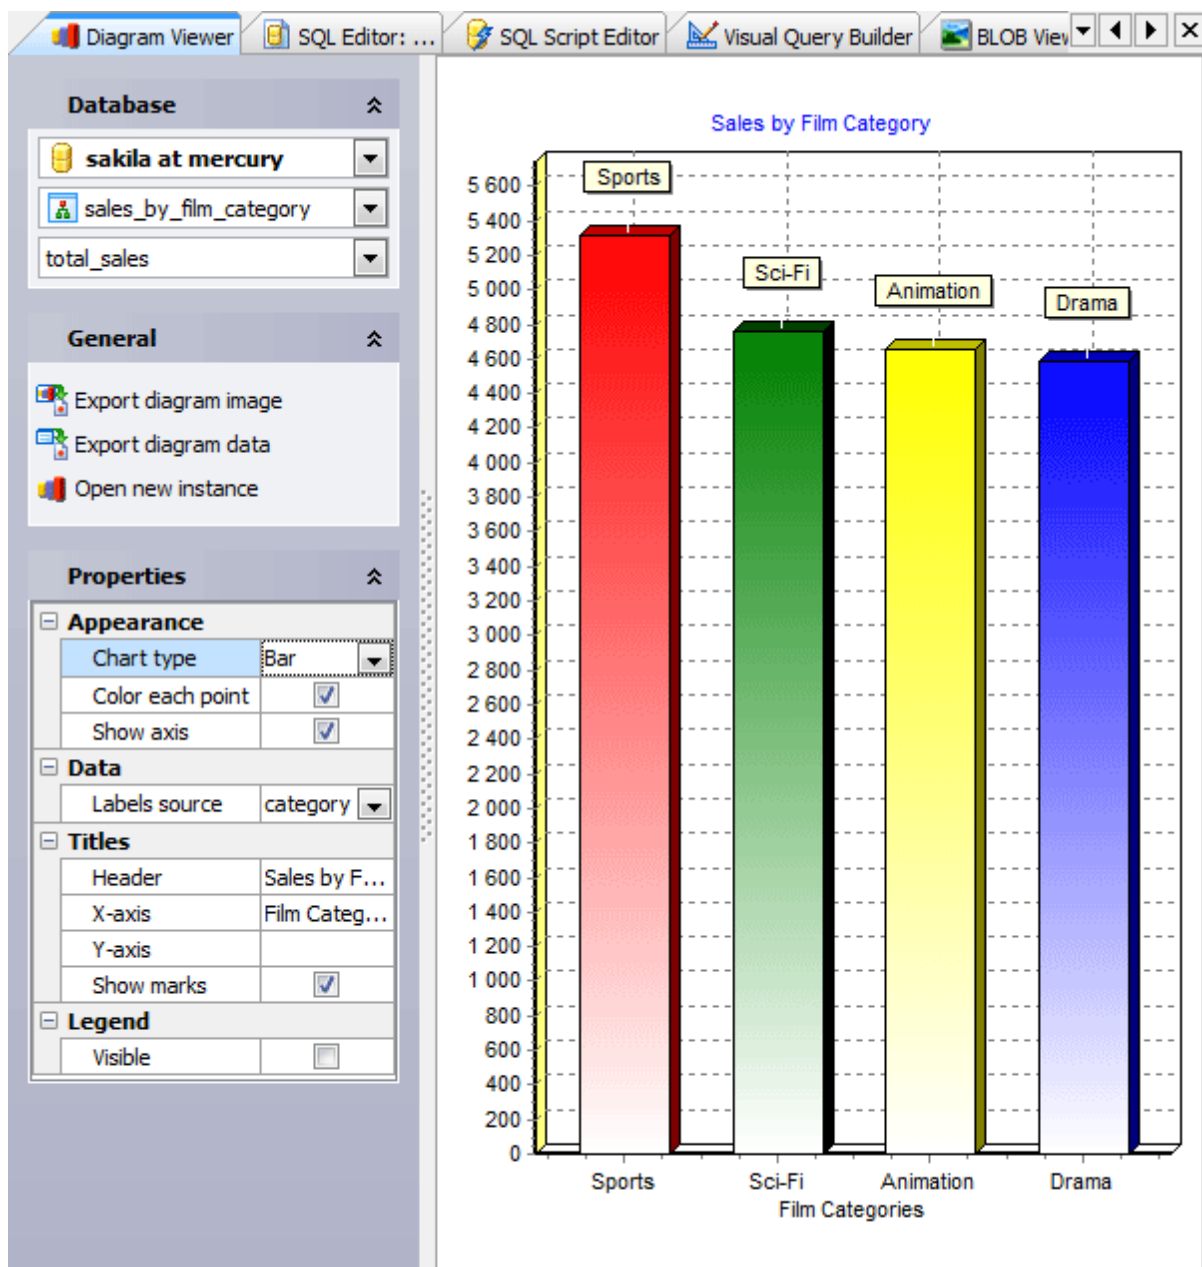 Diagram Viewer
SQL Editor: ...
SQL Script Editor
Visual Query Builder
BLOB View
Database
sakila at mercury
sales_by_film_category
total_sales
General
Export diagram image
Export diagram data
Open new instance
Properties
Appearance
Chart type Bar
Color each point
Show axis
Data
Labels source category
Titles
Header Sales by F...
X-axis Film Categ...
Y-axis
Show marks
Legend
Visible
Sales by Film Category
5 600
5 400
5 200
5 000
4 800
4 600
4 400
4 200
4 000
3 800
3 600
3 400
3 200
3 000
2 800
2 600
2 400
2 200
2 000
1 800
1 600
1 400
1 200
1 000
800
600
400
200
0
Sports
Sci-Fi
Animation
Drama
Sports Sci-Fi Animation Drama
Film Categories